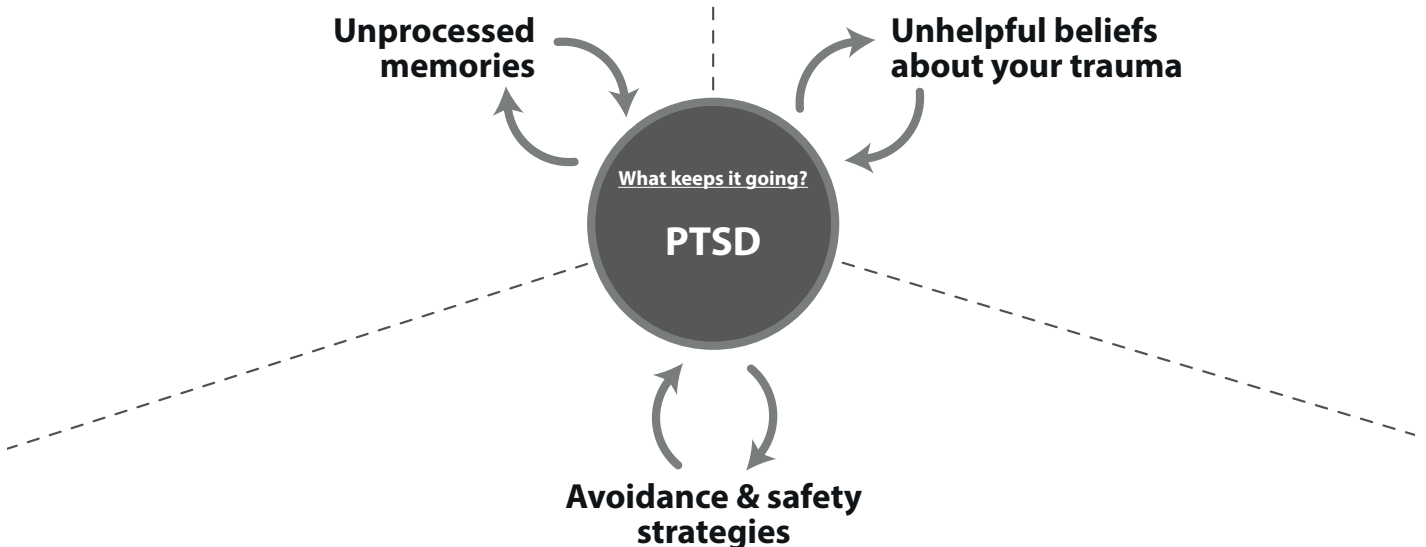 Unprocessed
memories
Unhelpful beliefs
about your trauma
What keeps it going?
PTSD
Avoidance & safety
strategies